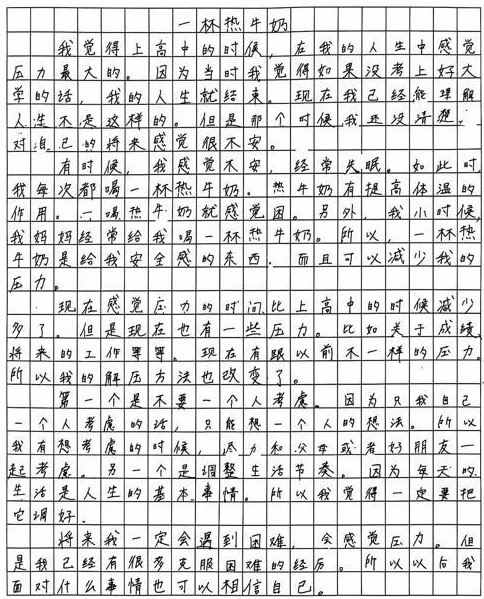 一杯热牛奶
我觉得上高中的时候，在我的人生中感觉
压力最大的。因为当时我觉得如果没考上好大
学的话，我的人生就结束。现在我已经能理解
人生不是这样的。但是那个时候我还没清楚，
对自己的将来感觉很不安。
有时候，我感觉不安，经常失眠。如此时，
我每次都喝一杯热牛奶。热牛奶有提高体温的
作用。一喝热牛奶就感觉困。另外，我小时候，
我妈妈经常给我喝一杯热牛奶。所以，一杯热
牛奶是给我安全感的东西，而且可以减少我的
压力。
现在感觉压力的时间比上高中的时候减少
多了。但是现在也有一些压力。比如关于成绩、
将来的工作等等。现在有跟以前不一样的压力。
所以我的解压方法也改变了。
第一个是不要一个人考虑。因为只我自己
一个人考虑的话，只能想一个人的想法。所以
我有想考虑的时候，尽力和父母或者好朋友一
起考虑。另一个是调整生活节奏。因为每天的
生活是人生的基本事情。所以我觉得一定要把
它调好。
将来我一定会遇到困难，会感觉压力。但
是我已经有很多克服困难的经历。所以以后我
面对什么事情也可以相信自己。